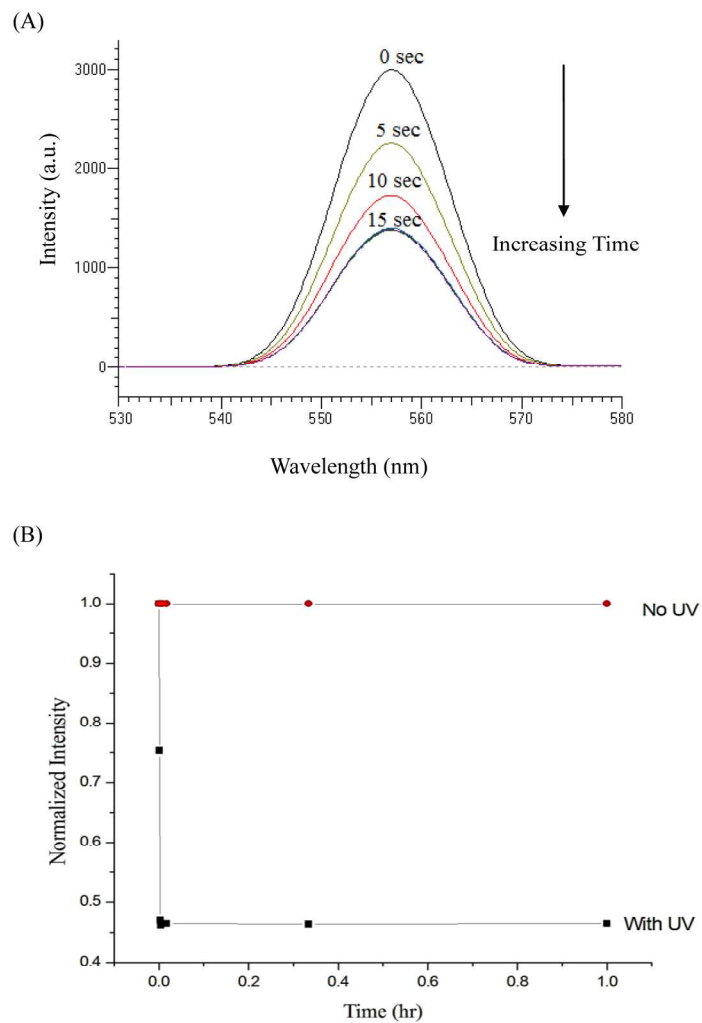 (A)
0 sec
3000
5 sec
2000
10 sec
15 sec
Increasing Time
1000
0
Intensity (a.u.)
530 540 550 560 570 580
Wavelength (nm)
(B)
1.0
No UV
0.9
0.8
0.7
0.6
0.5
With UV
0.4
Normalized Intensity
0.0 0.2 0.4 0.6 0.8 1.0
Time (hr)